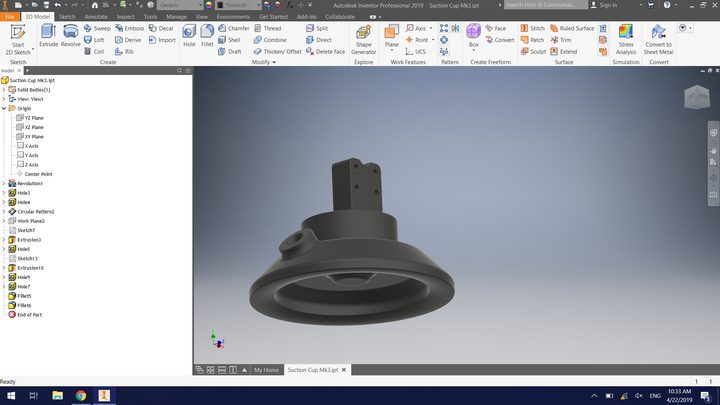 Generic
*Smooth
Autodesk Inventor Professional 2019 Suction Cup Mk3.ipt
Search Help & Commands...
Sign In
File 3D Model Sketch Annotate Inspect Tools Manage View Environments Get Started Add-Ins Collaborate
Start
2D Sketch
Extrude
Revolve
Sweep
Loft
Coil
Emboss
Derive
Rib
Decal
Import
Hole
Fillet
Chamfer
Shell
Draft
Thread
Combine
Thicken/ Offset
Split
Direct
Delete Face
Shape
Generator
Plane
Axis
Point
UCS
Box
Face
Convert
Stitch
Patch
Sculpt
Ruled Surface
Trim
Extend
Stress
Analysis
Convert to
Sheet Metal
Sketch Create Modify Explore Work Features Pattern Create Freeform Surface Simulation Convert
Model
Suction Cup Mk3.ipt
Solid Bodies(1)
View: View1
Origin
YZ Plane
XZ Plane
XY Plane
X Axis
Y Axis
Z Axis
Center Point
Revolution1
Hole3
Hole4
Circular Pattern2
Work Plane2
Sketch7
Extrusion3
Hole5
Sketch13
Extrusion10
Hole9
Hole7
Fillet5
Fillet6
End of Part
My Home Suction Cup Mk3.ipt
Ready
1 1
ENG
10:33 AM
4/22/2019